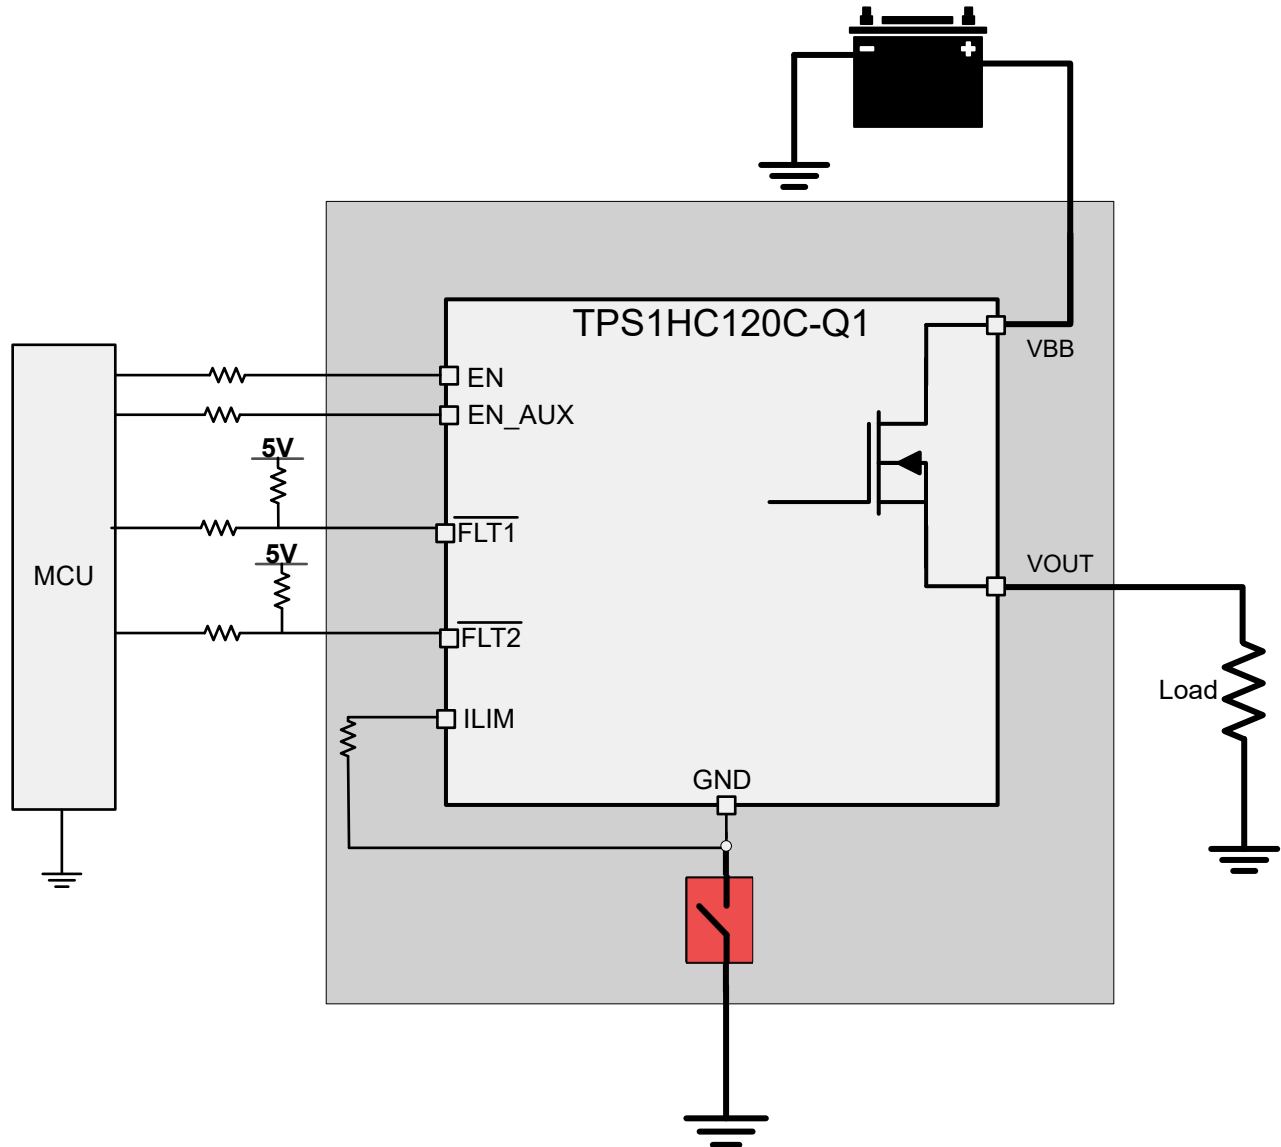 TPS1HC120C-Q1
VBB
EN
EN_AUX
5V
FLT1
5V
MCU
VOUT
FLT2
Load
ILIM
GND